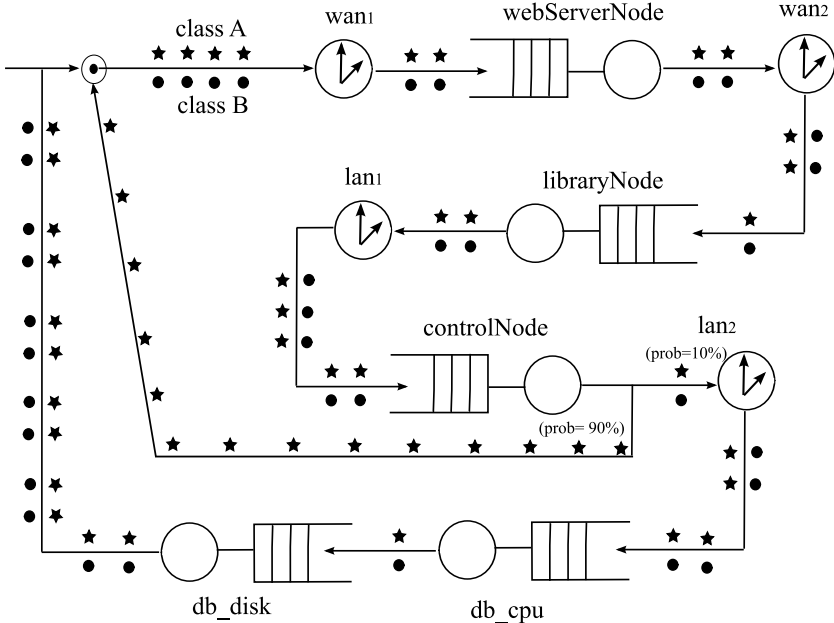 wan1
webServerNode
wan2
class A
class B
lan1
libraryNode
controlNode
lan2
(prob=10%)
(prob= 90%)
db_disk
db_cpu